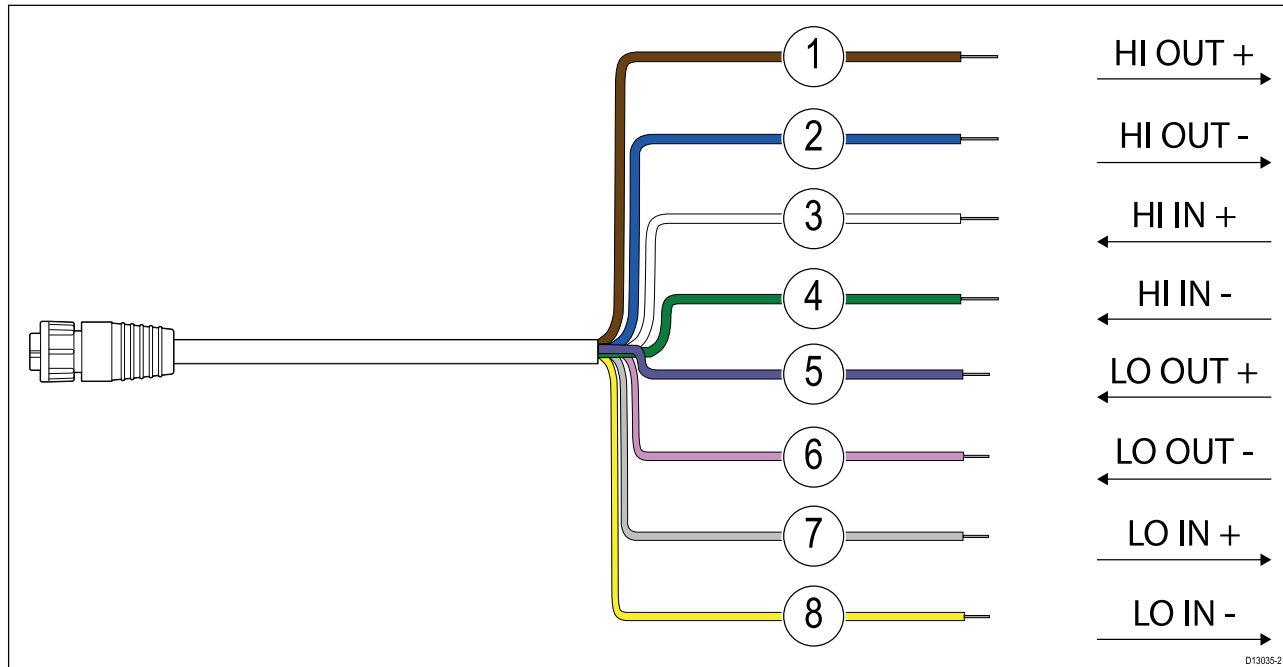 1 HI OUT +
2 HI OUT -
3 HI IN +
4 HI IN -
5 LO OUT +
6 LO OUT -
7 LO IN +
8 LO IN -
D13035-2